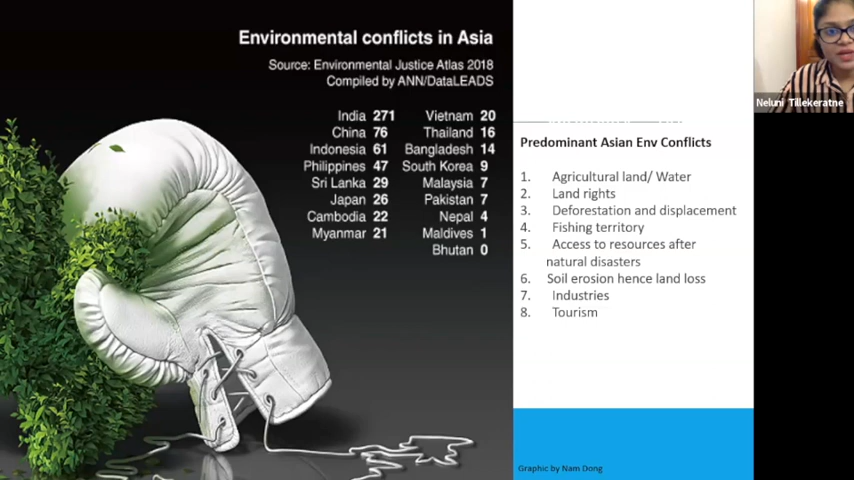 Environmental conflicts in Asia
Source: Environmental Justice Atlas 2018
Compiled by ANN/DataLEADS
India 271
China 76
Indonesia 61
Philippines 47
Sri Lanka 29
Japan 26
Cambodia 22
Myanmar 21
Vietnam 20
Thailand 16
Bangladesh 14
South Korea 9
Malaysia 7
Pakistan 7
Nepal 4
Maldives 1
Bhutan 0
Predominant Asian Env Conflicts
1. Agricultural land/ Water
2. Land rights
3. Deforestation and displacement
4. Fishing territory
5. Access to resources after
natural disasters
6. Soil erosion hence land loss
7. Industries
8. Tourism
Graphic by Nam Dong
Neluni Tillekeratne